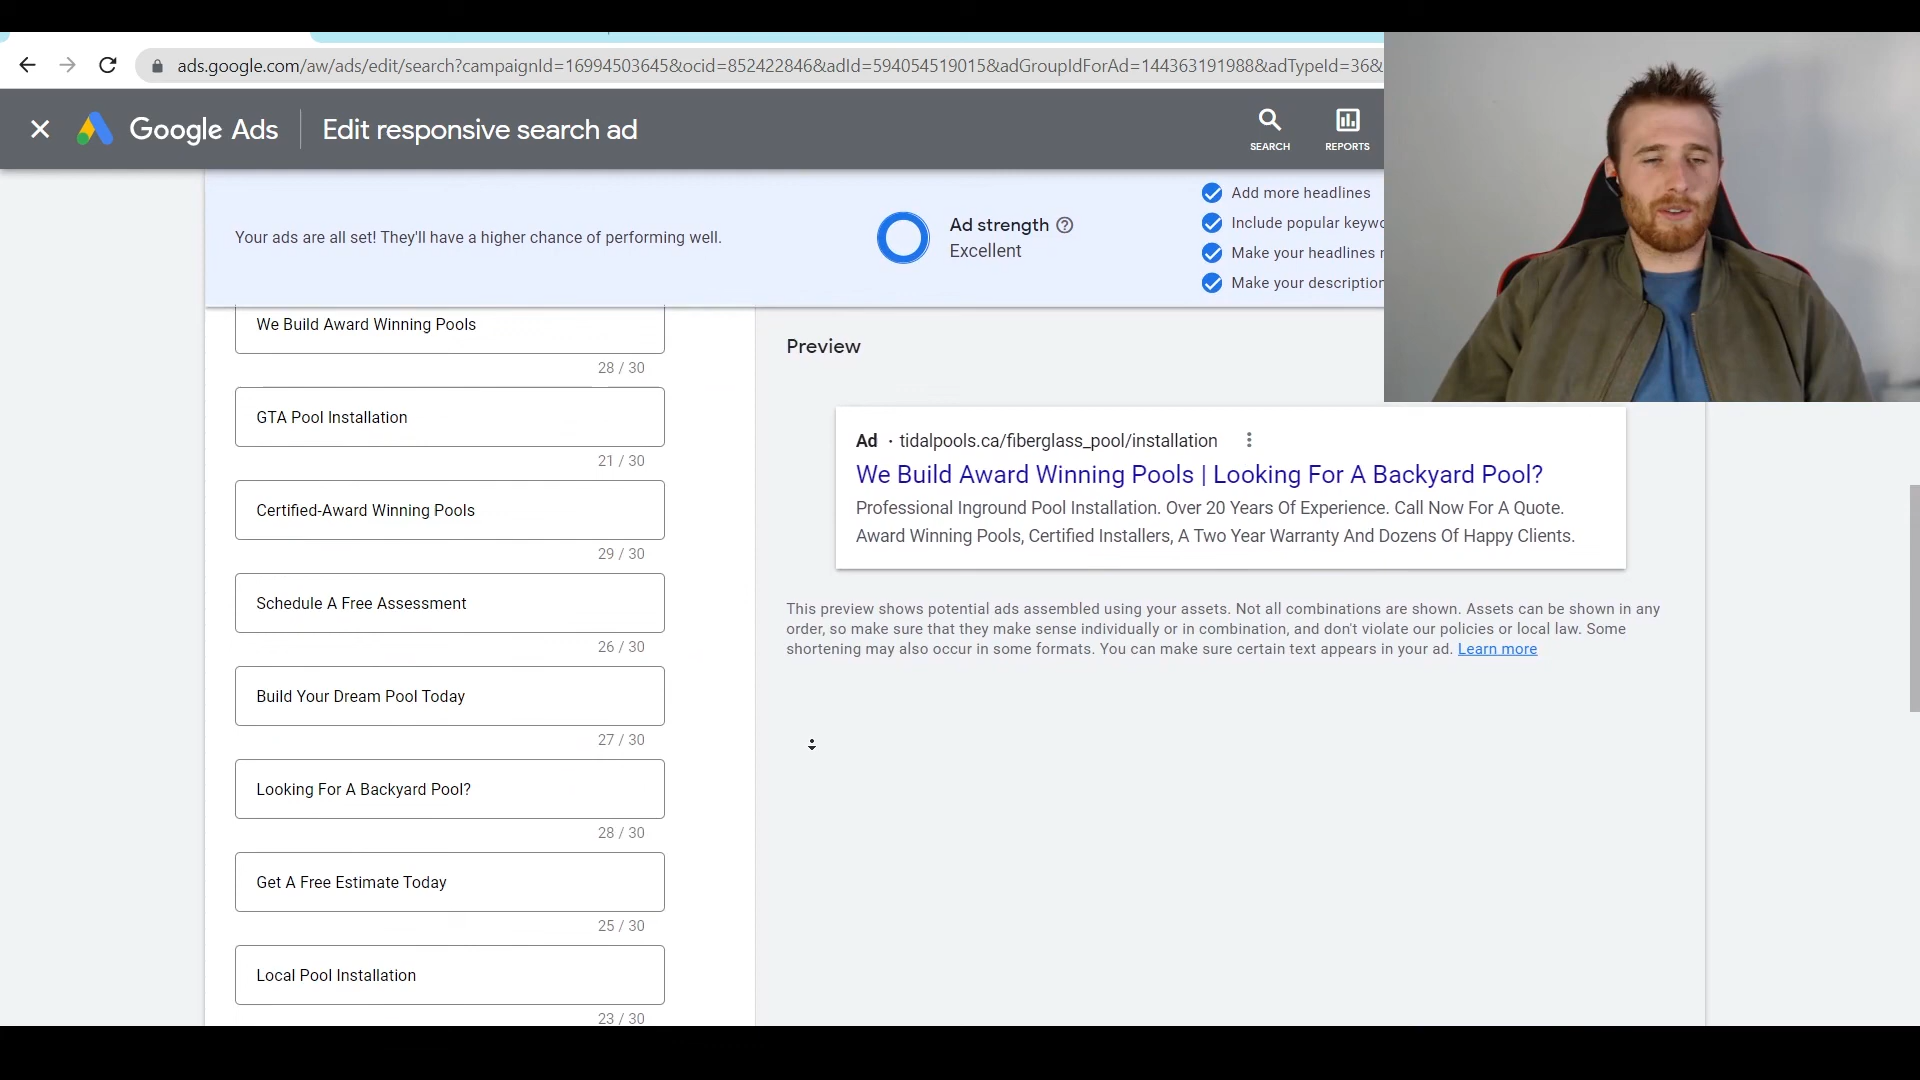 ads.google.com/aw/ads/edit/search?campaignId=16994503645&ocid=852422846&adId=594054519015&adGroupIdForAd=144363191988&adTypeId=36&
Google Ads
Edit responsive search ad
SEARCH
REPORTS
Your ads are all set! They'll have a higher chance of performing well.
Ad strength
Excellent
Add more headlines
Include popular keywo
Make your headlines
Make your description
We Build Award Winning Pools
28 / 30
GTA Pool Installation
21 / 30
Certified-Award Winning Pools
29 / 30
Schedule A Free Assessment
26 / 30
Build Your Dream Pool Today
27 / 30
Looking For A Backyard Pool?
28 / 30
Get A Free Estimate Today
25 / 30
Local Pool Installation
23 / 30
Preview
Ad · tidalpools.ca/fiberglass_pool/installation
We Build Award Winning Pools | Looking For A Backyard Pool?
Professional Inground Pool Installation. Over 20 Years Of Experience. Call Now For A Quote.
Award Winning Pools, Certified Installers, A Two Year Warranty And Dozens Of Happy Clients.
This preview shows potential ads assembled using your assets. Not all combinations are shown. Assets can be shown in any
order, so make sure that they make sense individually or in combination, and don't violate our policies or local law. Some
shortening may also occur in some formats. You can make sure certain text appears in your ad. Learn more